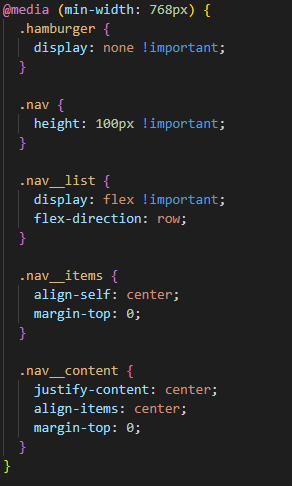 @media (min-width: 768px) {
  .hamburger {
    display: none !important;
  }

  .nav {
    height: 100px !important;
  }

  .nav__list {
    display: flex !important;
    flex-direction: row;
  }

  .nav__items {
    align-self: center;
    margin-top: 0;
  }

  .nav__content {
    justify-content: center;
    align-items: center;
    margin-top: 0;
  }
}